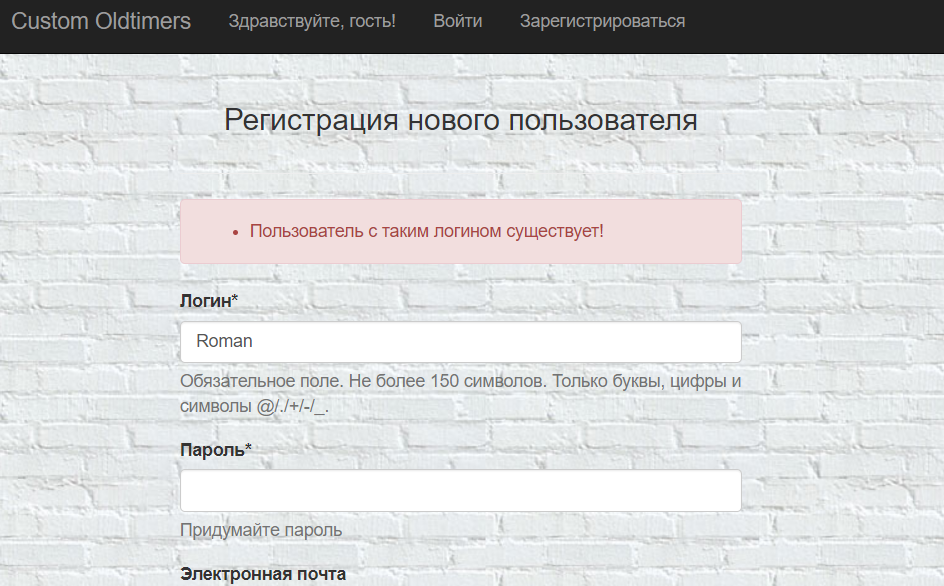 Custom Oldtimers Здравствуйте, гость! Войти Зарегистрироваться
Регистрация нового пользователя
Пользователь с таким логином существует!
Логин*
Roman
Обязательное поле. Не более 150 символов. Только буквы, цифры и
символы @/./+/-/_.
Пароль*
Придумайте пароль
Электронная почта